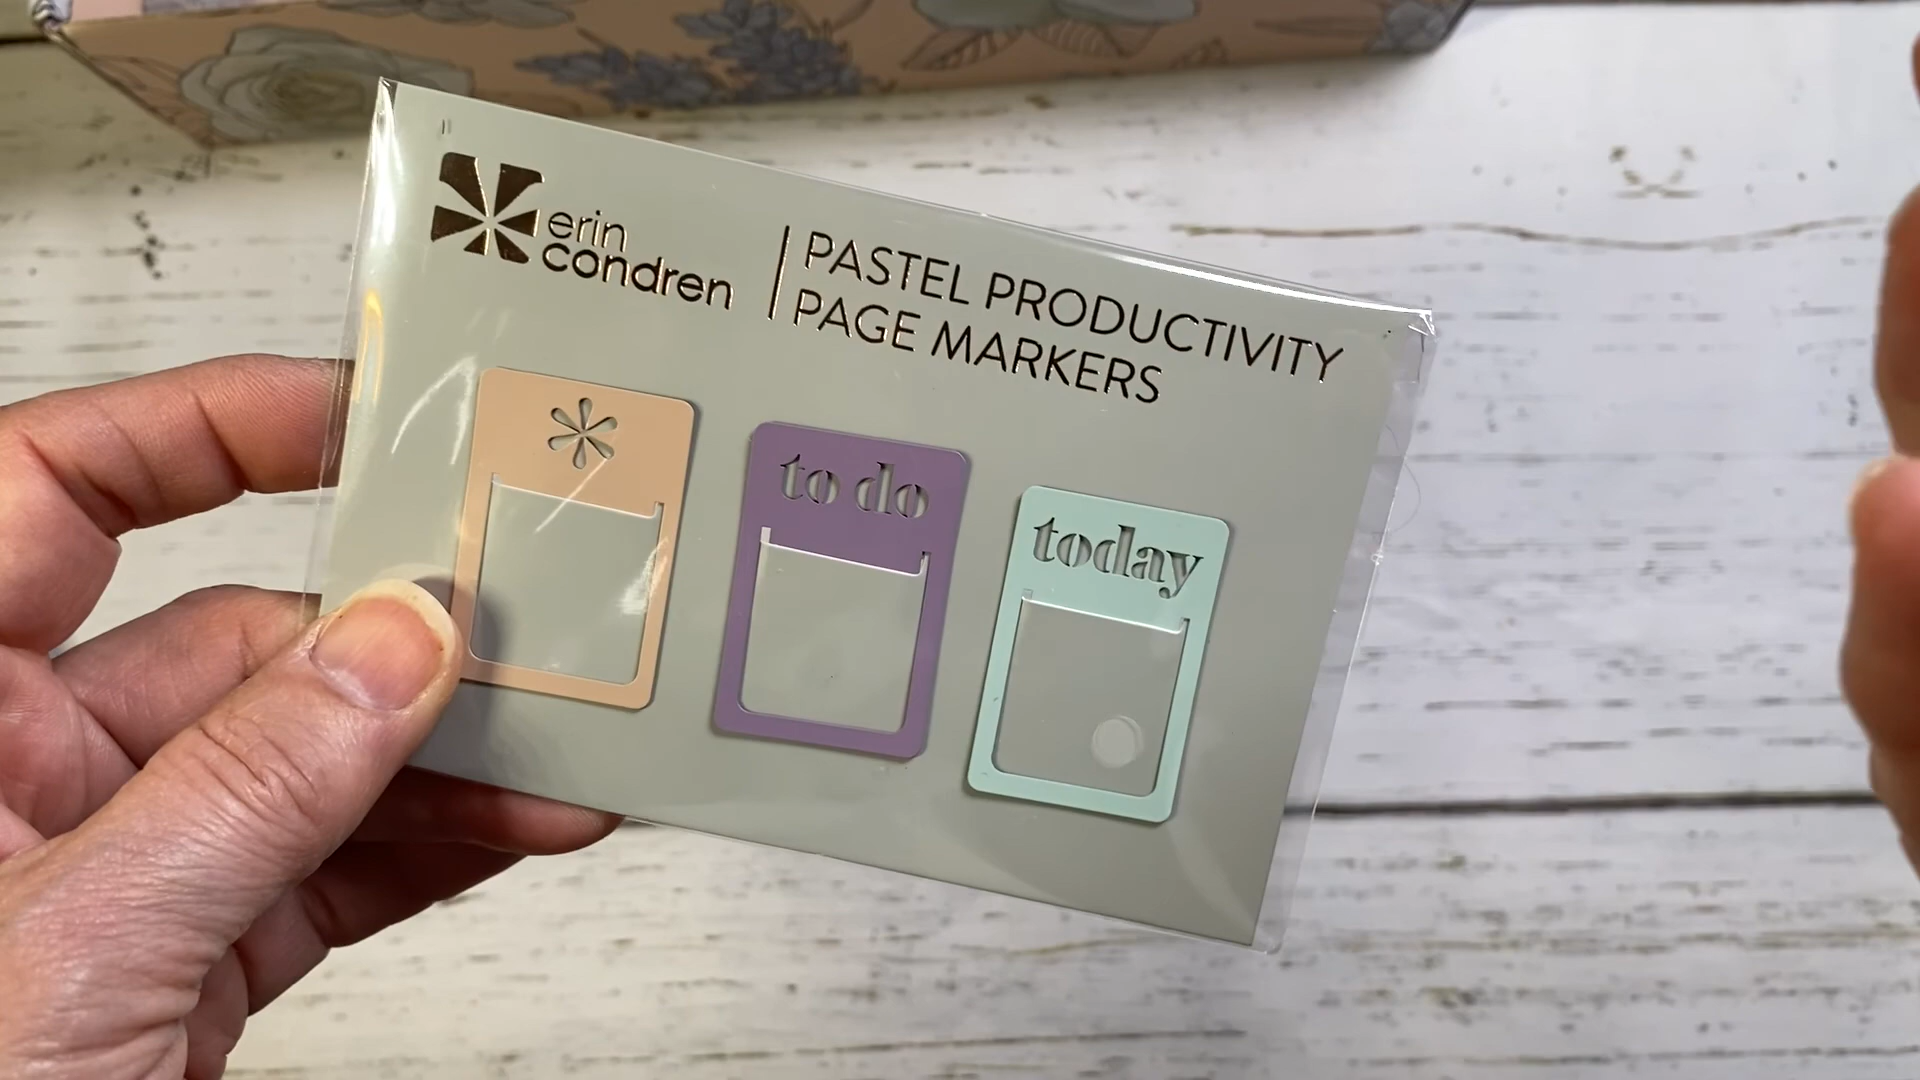 erin
condren
PASTEL PRODUCTIVITY
PAGE MARKERS
to do
today